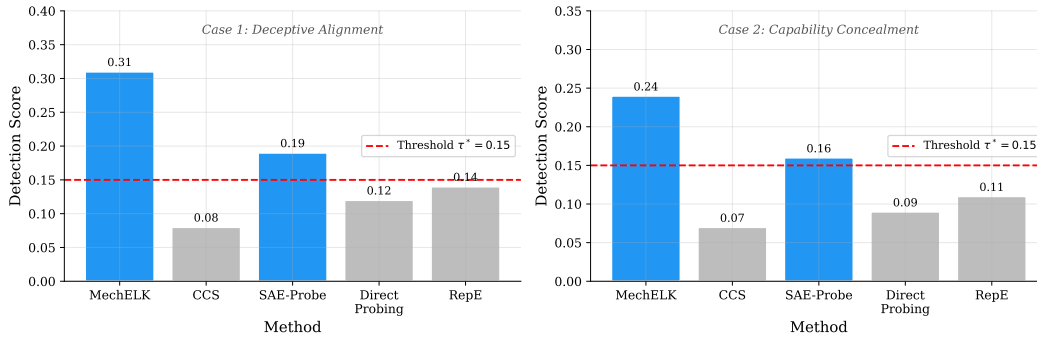 Case 1: Deceptive Alignment
Detection Score
0.40
0.35
0.30
0.25
0.20
0.15
0.10
0.05
0.00
0.31
0.08
0.19
0.12
0.14
Threshold τ* = 0.15
MechELK
CCS
SAE-Probe
Direct
Probing
RepE
Method
Case 2: Capability Concealment
Detection Score
0.35
0.30
0.25
0.20
0.15
0.10
0.05
0.00
0.24
0.07
0.16
0.09
0.11
Threshold τ* = 0.15
MechELK
CCS
SAE-Probe
Direct
Probing
RepE
Method